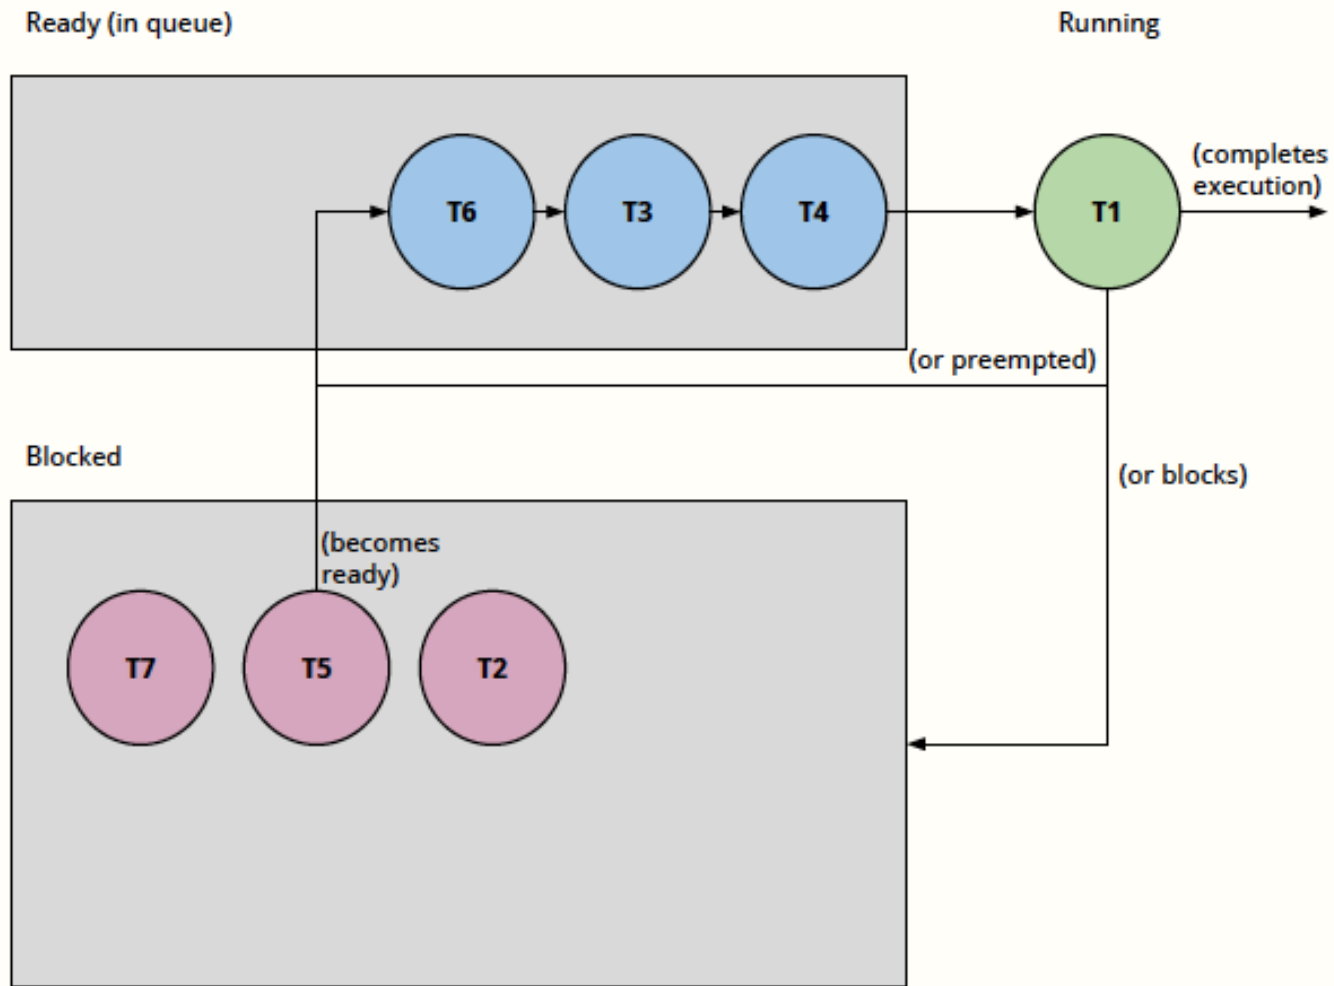 Ready (in queue)
Running
(completes
execution)
T6
T3
T4
T1
(or preempted)
Blocked
(or blocks)
(becomes
ready)
T7
T5
T2